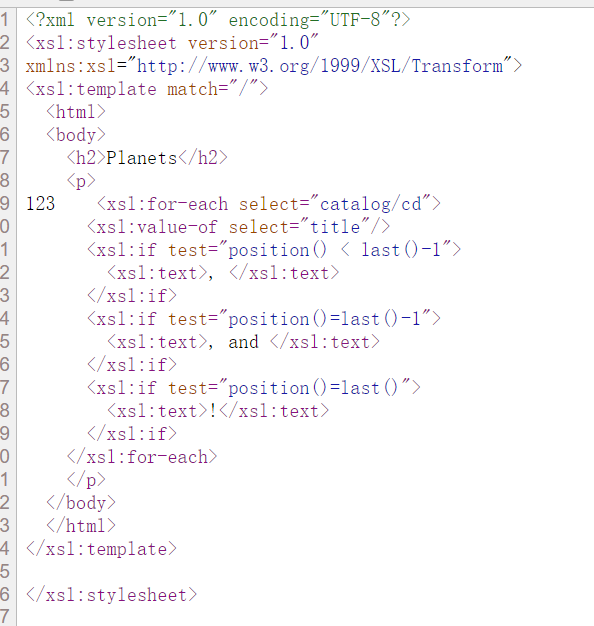 1 <?xml version="1.0" encoding="UTF-8"?>
2 <xsl:stylesheet version="1.0"
3 xmlns:xsl="http://www.w3.org/1999/XSL/Transform">
4 <xsl:template match="/">
5   <html>
6   <body>
7     <h2>Planets</h2>
8     <p>
9 123    <xsl:for-each select="catalog/cd">
0       <xsl:value-of select="title"/>
1       <xsl:if test="position() < last()-1">
2         <xsl:text>, </xsl:text>
3       </xsl:if>
4       <xsl:if test="position()=last()-1">
5         <xsl:text>, and </xsl:text>
6       </xsl:if>
7       <xsl:if test="position()=last()">
8         <xsl:text>!</xsl:text>
9       </xsl:if>
0     </xsl:for-each>
1     </p>
2   </body>
3   </html>
4 </xsl:template>
5
6 </xsl:stylesheet>
7